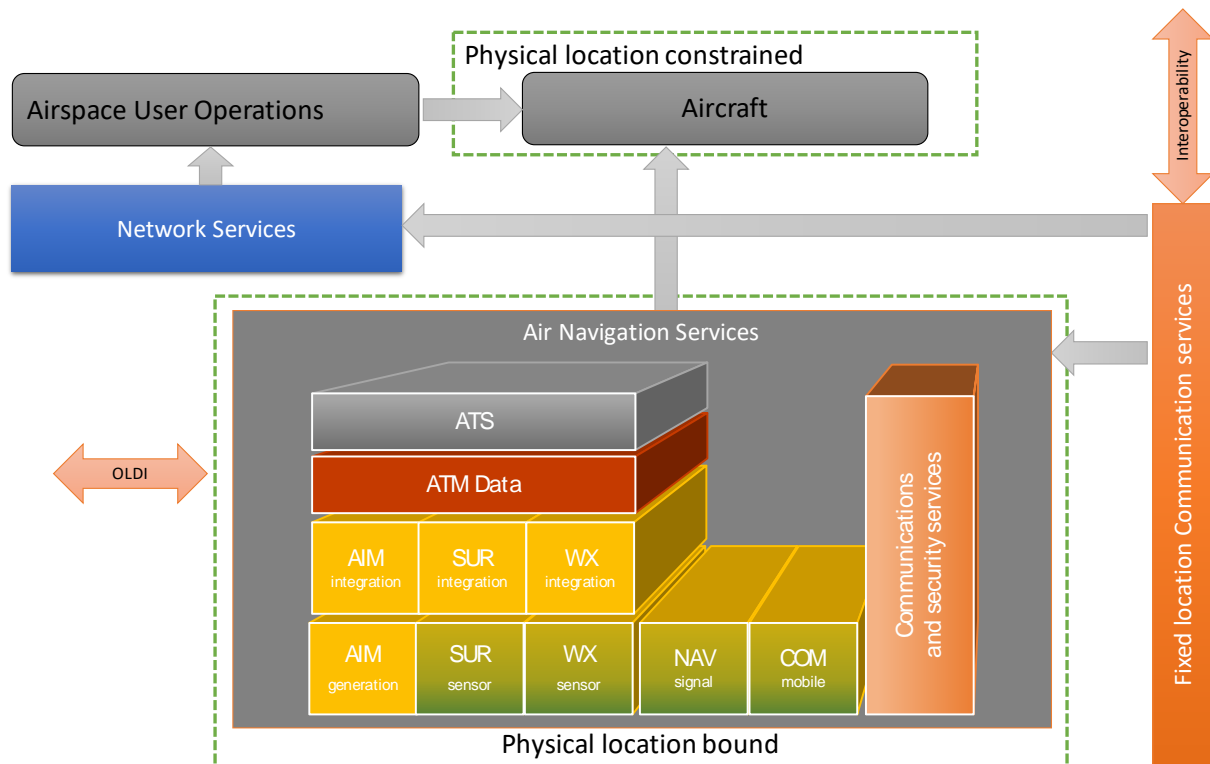 Physical location constrained
Airspace User Operations
Aircraft
Interoperability
Network Services
Air Navigation Services
Fixed location Communication services
ATS
OLDI
ATM Data
AIM
integration
SUR
integration
WX
integration
Communications
and security services
AIM
generation
SUR
sensor
WX
sensor
NAV
signal
COM
mobile
Physical location bound